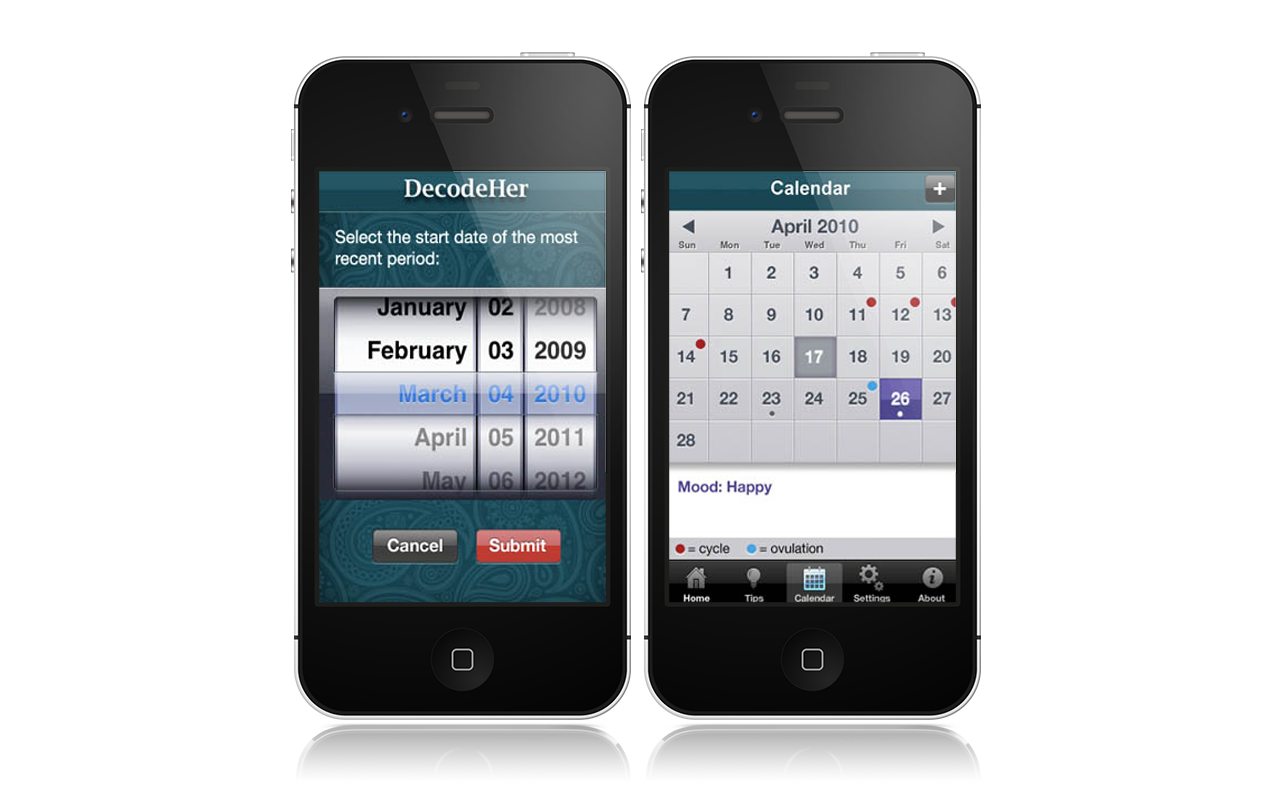 DecodeHer
Select the start date of the most
recent period:
January 02 2008
February 03 2009
March 04 2010
April 05 2011
May 06 2012
Cancel Submit
Calendar +
April 2010
Sun Mon Tue Wed Thu Fri Sat
1 2 3 4 5 6
7 8 9 10 11 12 13
14 15 16 17 18 19 20
21 22 23 24 25 26 27
28
Mood: Happy
= cycle = ovulation
Home Tips Calendar Settings About